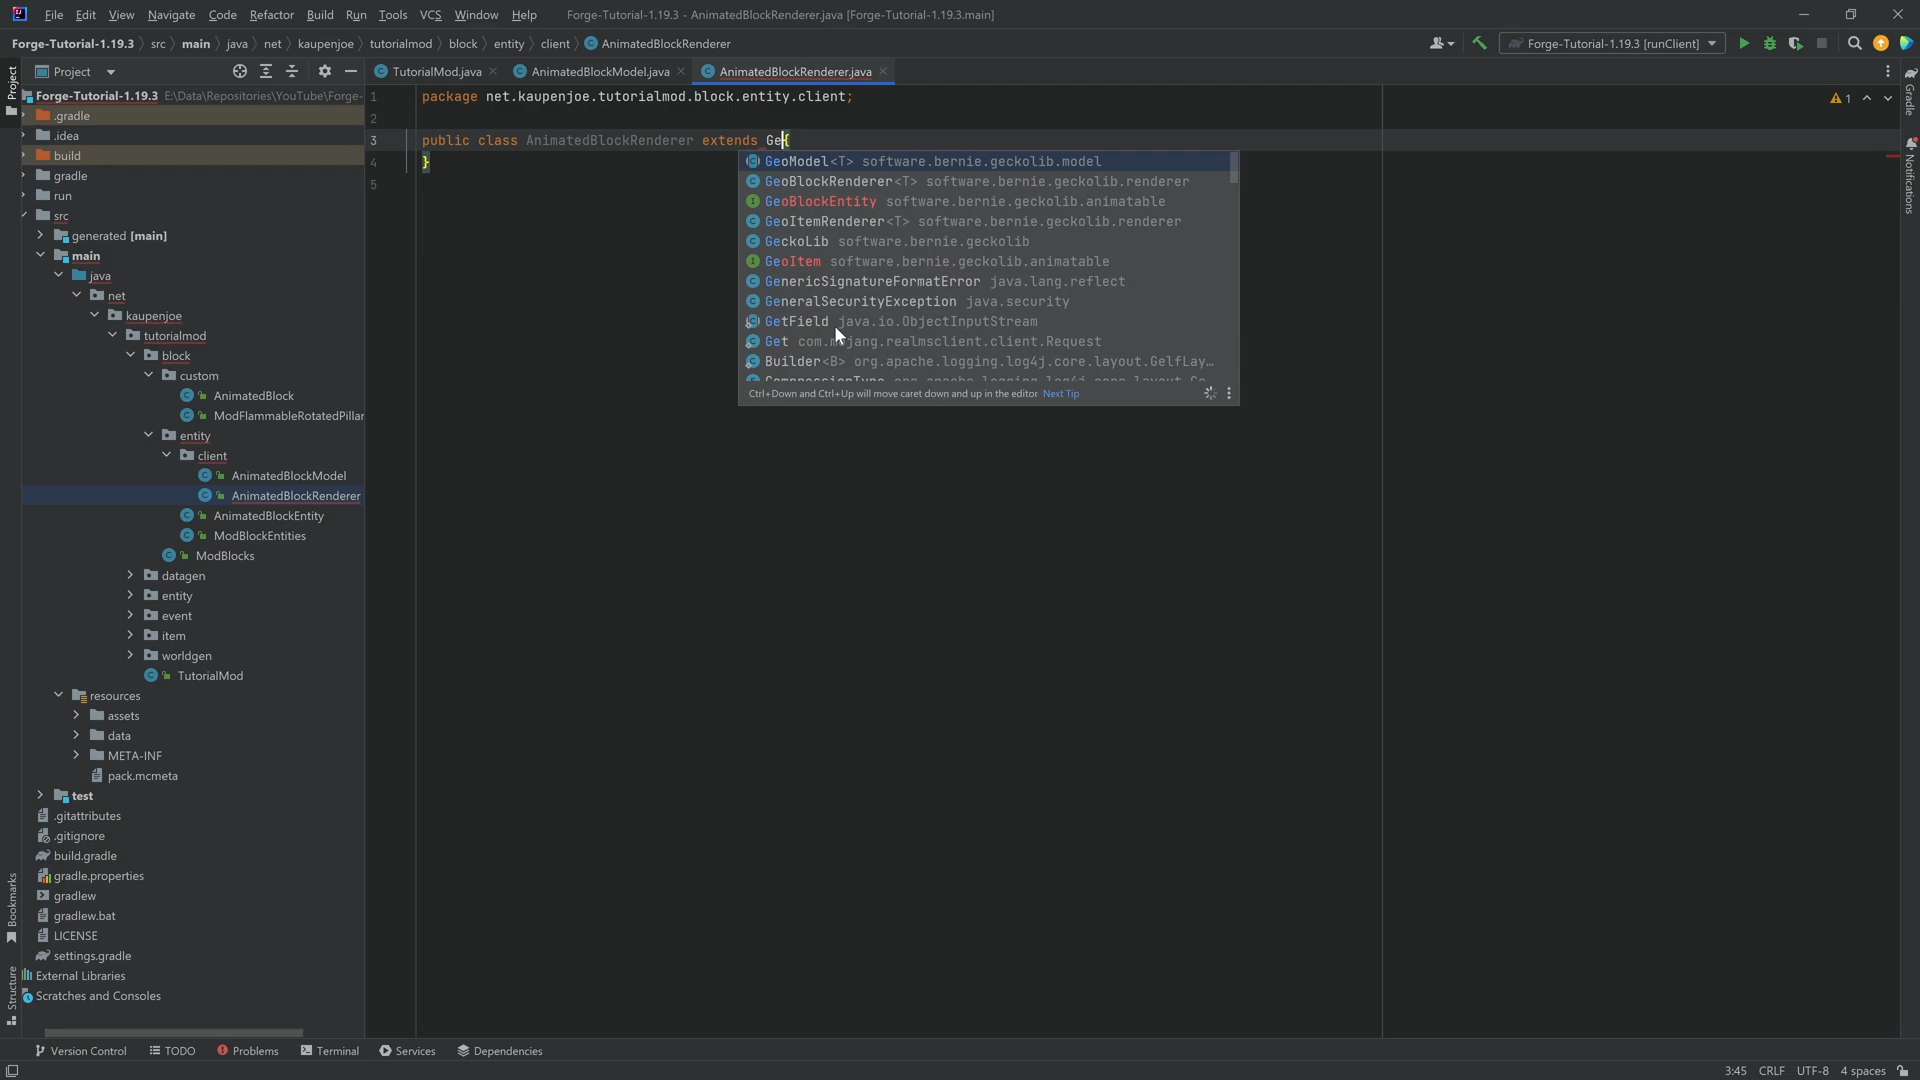 File Edit View Navigate Code Refactor Build Run Tools VCS Window Help Forge-Tutorial-1.19.3 - AnimatedBlockRenderer.java [Forge-Tutorial-1.19.3.main]
Forge-Tutorial-1.19.3 src main java net kaupenjoe tutorialmod block entity client AnimatedBlockRenderer
Forge-Tutorial-1.19.3 [runClient]
Project
TutorialMod.java AnimatedBlockModel.java AnimatedBlockRenderer.java
Project
Forge-Tutorial-1.19.3 E:\Data\Repositories\YouTube\Forge-
.gradle
.idea
build
gradle
run
src
generated [main]
main
java
net
kaupenjoe
tutorialmod
block
custom
AnimatedBlock
ModFlammableRotatedPillar
entity
client
AnimatedBlockModel
AnimatedBlockRenderer
AnimatedBlockEntity
ModBlockEntities
ModBlocks
datagen
entity
event
item
worldgen
TutorialMod
resources
assets
data
META-INF
pack.mcmeta
test
.gitattributes
.gitignore
build.gradle
gradle.properties
gradlew
gradlew.bat
LICENSE
settings.gradle
External Libraries
Scratches and Consoles
Bookmarks
Structure
1 package net.kaupenjoe.tutorialmod.block.entity.client;
2
3 public class AnimatedBlockRenderer extends Ge{
4 }
5
1
GeoModel<T> software.bernie.geckolib.model
GeoBlockRenderer<T> software.bernie.geckolib.renderer
GeoBlockEntity software.bernie.geckolib.animatable
GeoItemRenderer<T> software.bernie.geckolib.renderer
GeckoLib software.bernie.geckolib
GeoItem software.bernie.geckolib.animatable
GenericSignatureFormatError java.lang.reflect
GeneralSecurityException java.security
GetField java.io.ObjectInputStream
Get com.mojang.realmsclient.client.Request
Builder<B> org.apache.logging.log4j.core.layout.GelfLay...
Ctrl+Down and Ctrl+Up will move caret down and up in the editor Next Tip
Gradle
Notifications
Version Control TODO Problems Terminal Services Dependencies
3:45 CRLF UTF-8 4 spaces